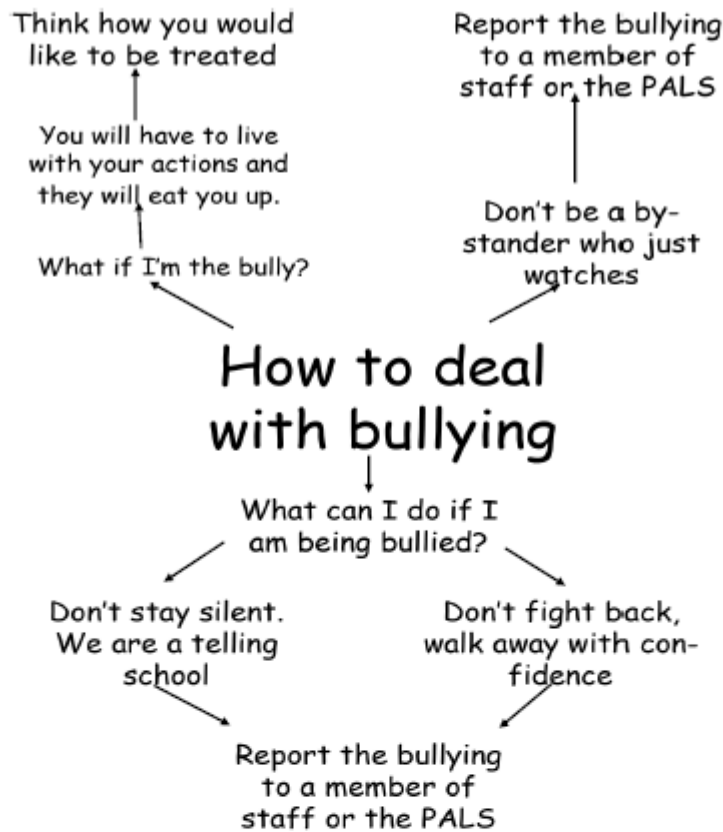 Think how you would
like to be treated
You will have to live
with your actions and
they will eat you up.
What if I'm the bully?
Report the bullying
to a member of
staff or the PALS
Don't be a by-
stander who just
watches
How to deal
with bullying
What can I do if I
am being bullied?
Don't stay silent.
We are a telling
school
Don't fight back,
walk away with con-
fidence
Report the bullying
to a member of
staff or the PALS